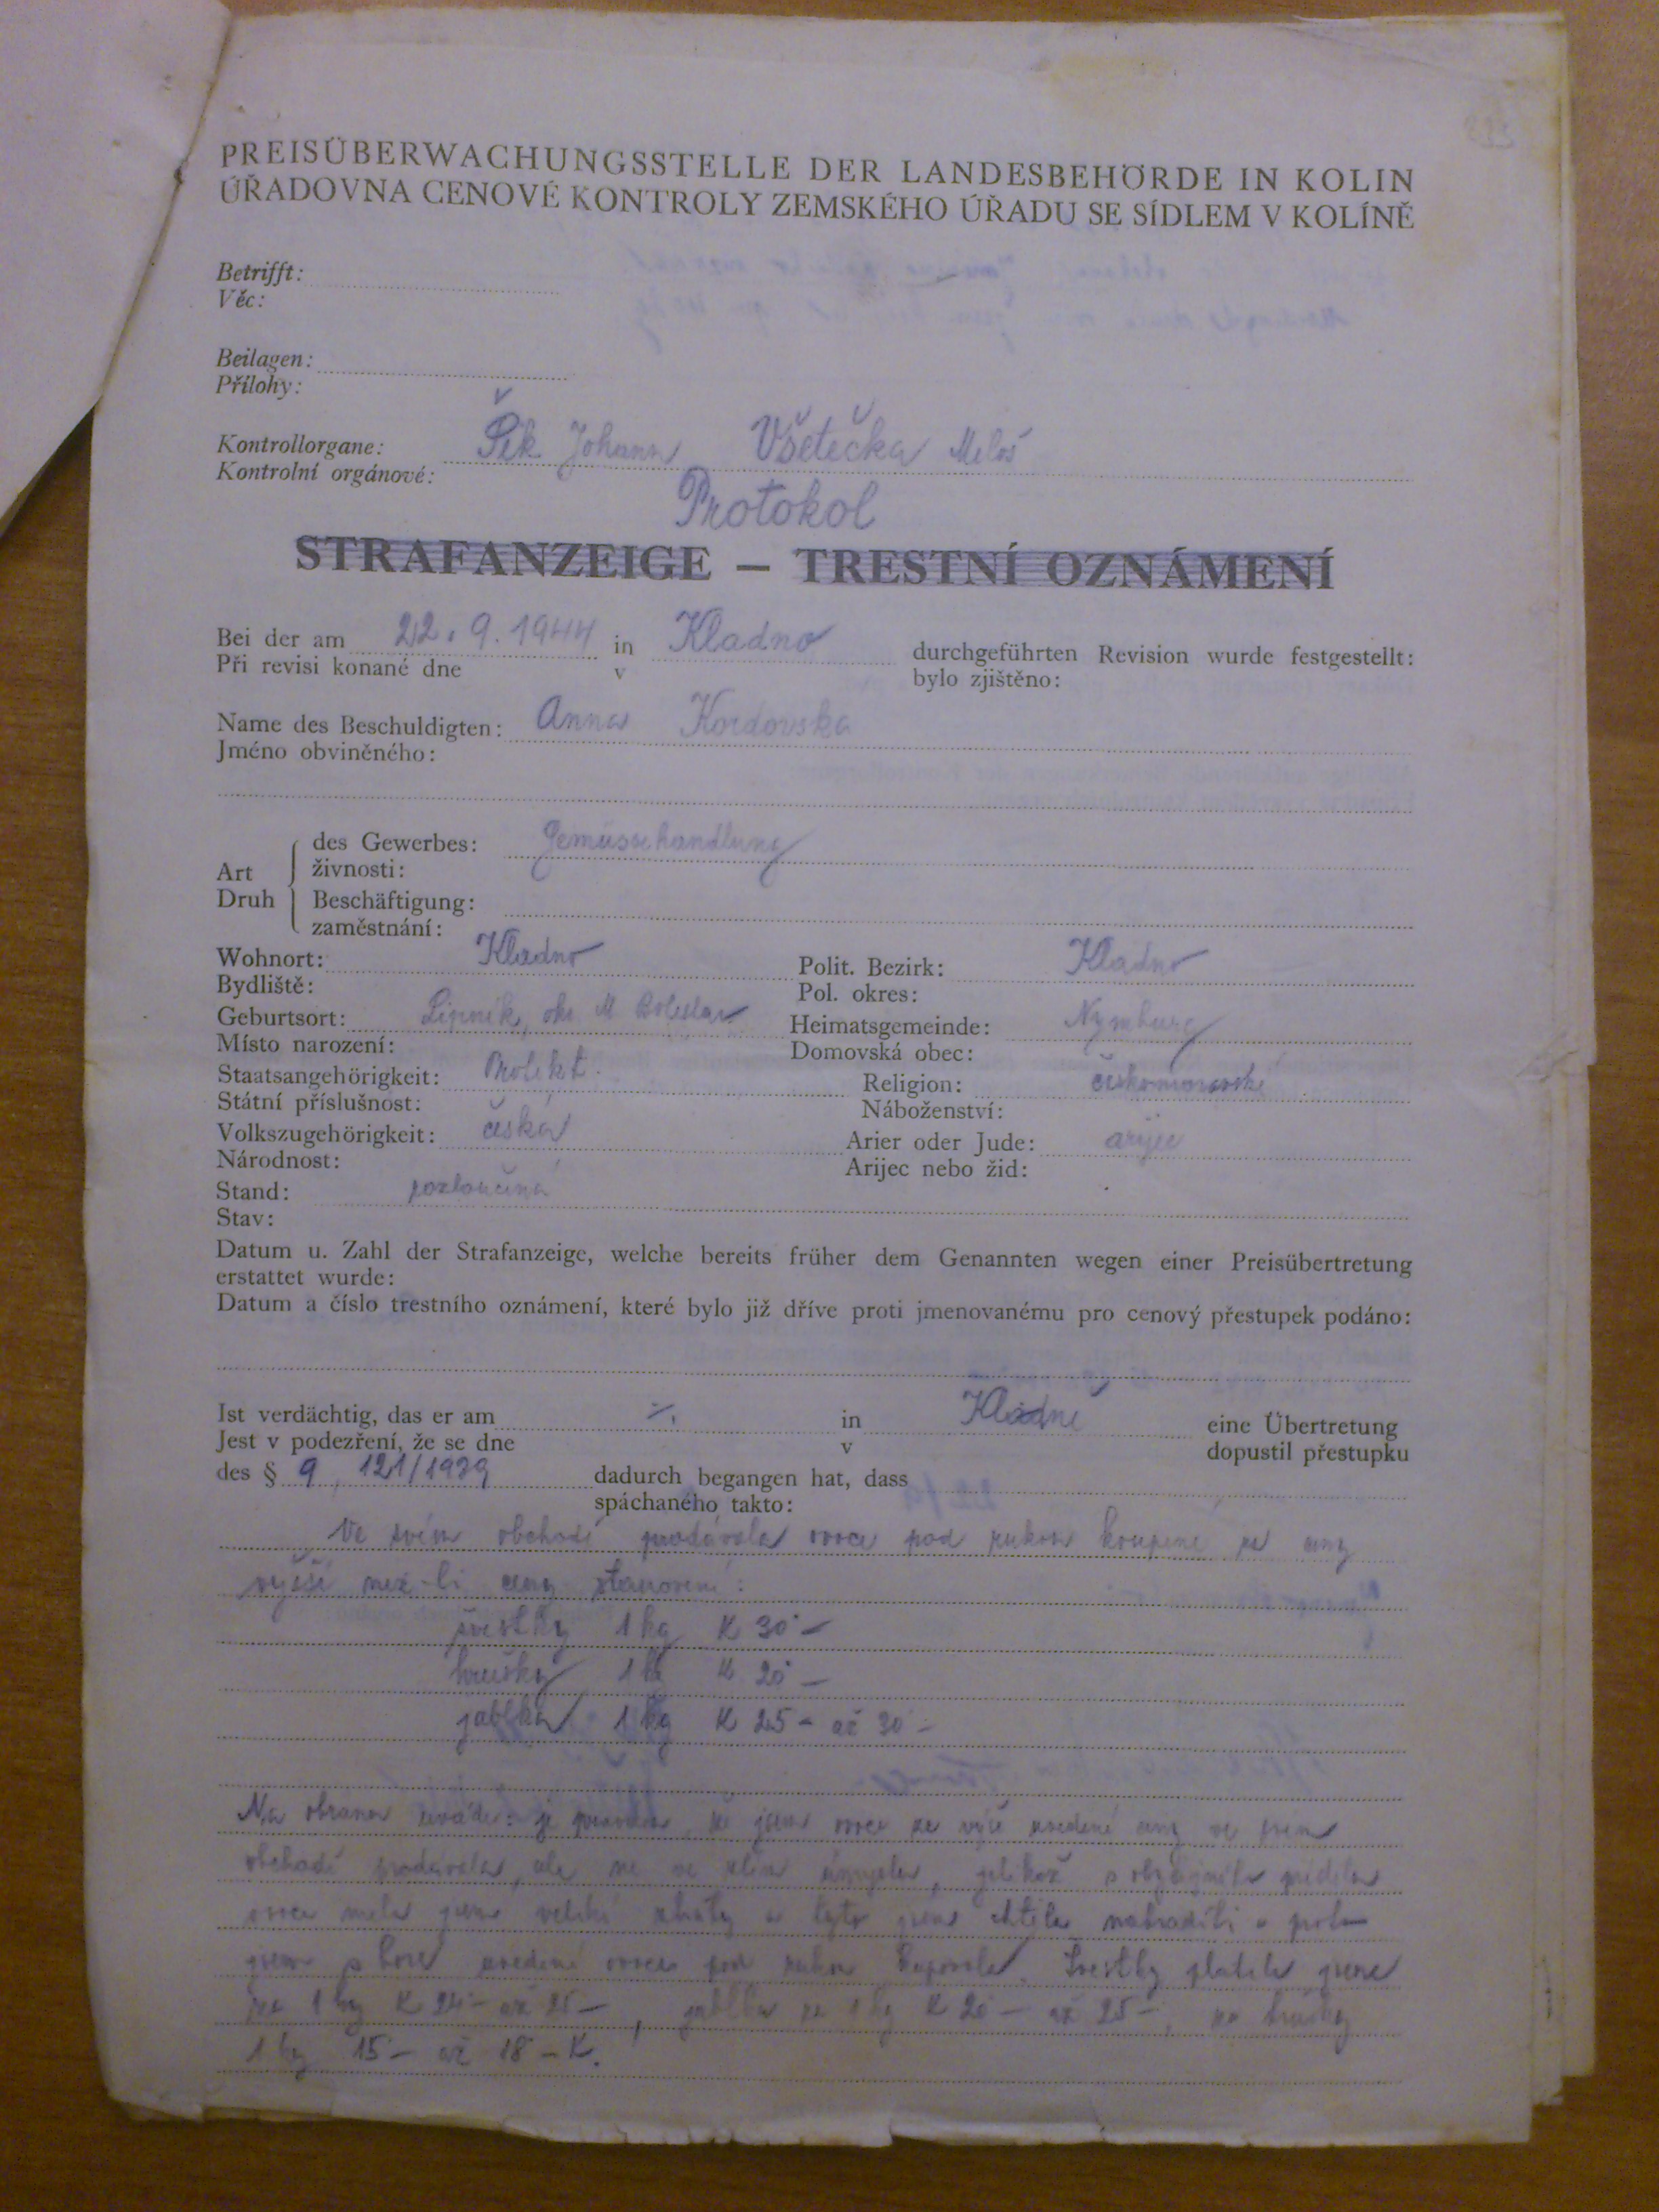 PREISÜBERWACHUNGSSTELLE DER LANDESBEHÖRDE IN KOLIN
ÚŘADOVNA CENOVÉ KONTROLY ZEMSKÉHO ÚŘADU SE SÍDLEM V KOLÍNĚ
Betrifft:
Věc:
Beilagen:
Přílohy:
Kontrollorgane: Johann Všetečka Miloš
Kontrolní orgánové:
Protokol
STRAFANZEIGE — TRESTNÍ OZNÁMENÍ
Bei der am 22. 9. 1944 in Kladno durchgeführten Revision wurde festgestellt:
Při revisi konané dne v bylo zjištěno:
Name des Beschuldigten: Anna Kordovska
Jméno obviněného:
des Gewerbes: Gemüsehandlung
Art živnosti:
Druh Beschäftigung:
zaměstnání:
Wohnort: Kladno Polit. Bezirk: Kladno
Bydliště: Pol. okres:
Geburtsort: Lipník, okr. M. Boleslav Heimatsgemeinde: Nymburg
Místo narození: Domovská obec:
Staatsangehörigkeit: Protekt. Religion: českomoravské
Státní příslušnost: Náboženství:
Volkszugehörigkeit: česká Arier oder Jude: arijec
Národnost: Arijec nebo žid:
Stand: rozloučená
Stav:
Datum u. Zahl der Strafanzeige, welche bereits früher dem Genannten wegen einer Preisübertretung
erstattet wurde:
Datum a číslo trestního oznámení, které bylo již dříve proti jmenovanému pro cenový přestupek podáno:
Ist verdächtig, das er am in Kladně eine Übertretung
Jest v podezření, že se dne v dopustil přestupku
des § 9, 121/1939 dadurch begangen hat, dass
spáchaného takto:
Ve svém obchodě prodávala ovoce pod rukou koupené za ceny
vyšší než-li ceny stanovené:
švestky 1 kg K 30·–
hrušky 1 kg K 20·–
jablka 1 kg K 25– až 30·–
Na obranu uvádí: je pravdou, že jsem ovoce za výše uvedené ceny ve svém
obchodě prodávala, ale ne ve zlém úmyslu, jelikož příděla
ovoce měla jsem veliké ztráty a tyto jsem chtěla nahraditi a proto
jsem shora uvedené ovoce pod rukou kupovala. Švestky platila jsem
za 1 kg K 24– až 25–, jablka za 1 kg K 20– až 25–, za hrušky
1 kg 15– až 18– K.